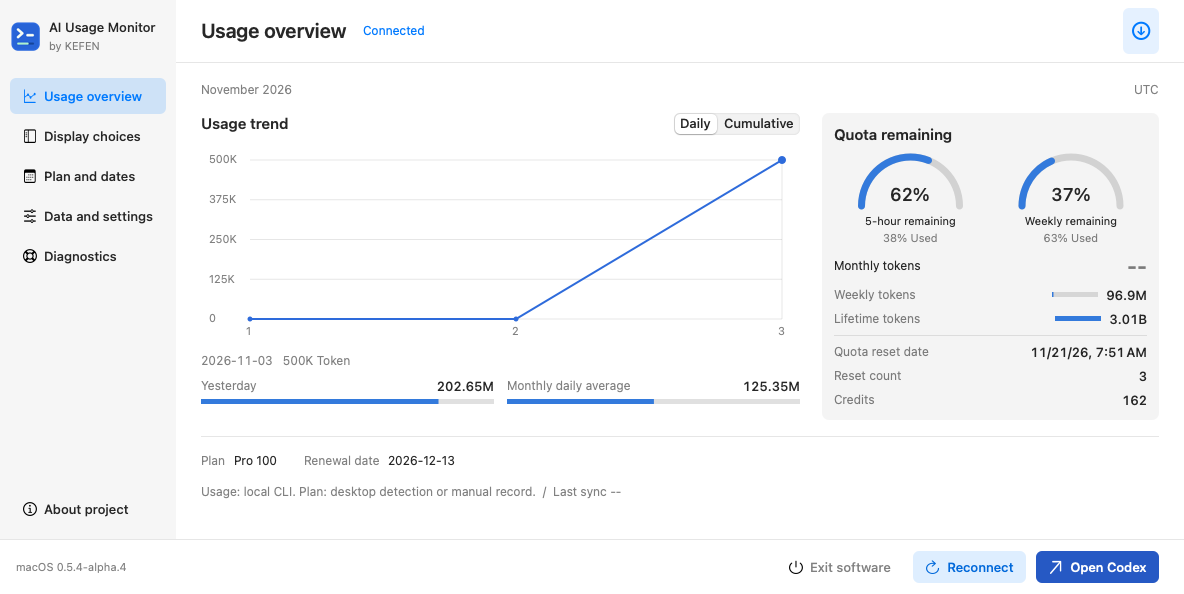 AI Usage Monitor
by KEFEN
Usage overview
Display choices
Plan and dates
Data and settings
Diagnostics
About project
Usage overview Connected
November 2026 UTC
Usage trend
Daily Cumulative
500K
375K
250K
125K
0
1 2 3
2026-11-03 500K Token
Yesterday 202.65M
Monthly daily average 125.35M
Quota remaining
62%
5-hour remaining
38% Used
37%
Weekly remaining
63% Used
Monthly tokens --
Weekly tokens 96.9M
Lifetime tokens 3.01B
Quota reset date 11/21/26, 7:51 AM
Reset count 3
Credits 162
Plan Pro 100 Renewal date 2026-12-13
Usage: local CLI. Plan: desktop detection or manual record. / Last sync --
macOS 0.5.4-alpha.4
Exit software
Reconnect
Open Codex